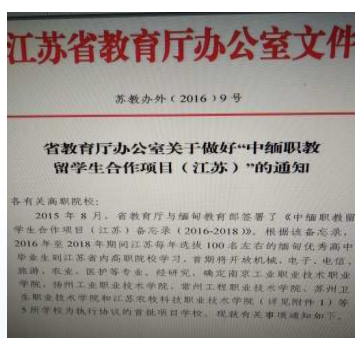 江苏省教育厅办公室文件
苏教办外（2016）9号
省教育厅办公室关于做好“中缅职教
留学生合作项目（江苏）”的通知
各有关高职院校：
2015年8月，省教育厅与缅甸教育部签署了《中缅职教留
学生合作项目（江苏）备忘录（2016-2018）》。根据该备忘录，
2016年至2018年期间江苏每年选拔100名左右的缅甸优秀高中
毕业生到江苏省内高职院校学习。首期将开放机械、电子、电信、
旅游、农业、医护等专业。经研究，确定南京工业职业技术职业
学院、扬州工业职业技术学院、常州工程职业技术学院、苏州卫
生职业技术学院和江苏农牧科技职业技术学院（详见附件1）等
5所学校为执行协议的首批项目学校。现就有关事项通知如下。